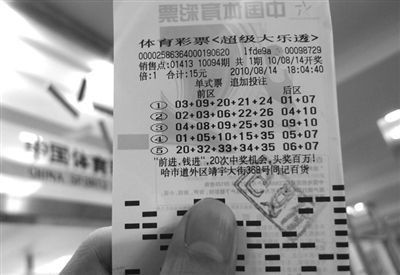 中国体育彩票
中国体育
CHINA SPORTS
体育彩票<超级大乐透>
00002586364000190620 1fde9a 00098729
销售点:01413 10094期 共 1期 10/08/14开奖
倍:1 合计:15元 2010/08/14 18:04:40
单式票 追加投注
前区 后区
① 03+09+20+21+24 01+07
② 02+03+06+22+26 04+10
③ 04+08+09+25+30 09+10
④ 01+05+10+15+35 05+07
⑤ 20+32+33+34+35 06+07
"前进,钱进",20次中奖机会,头奖百万!
哈市道外区靖宇大街368号同记百货